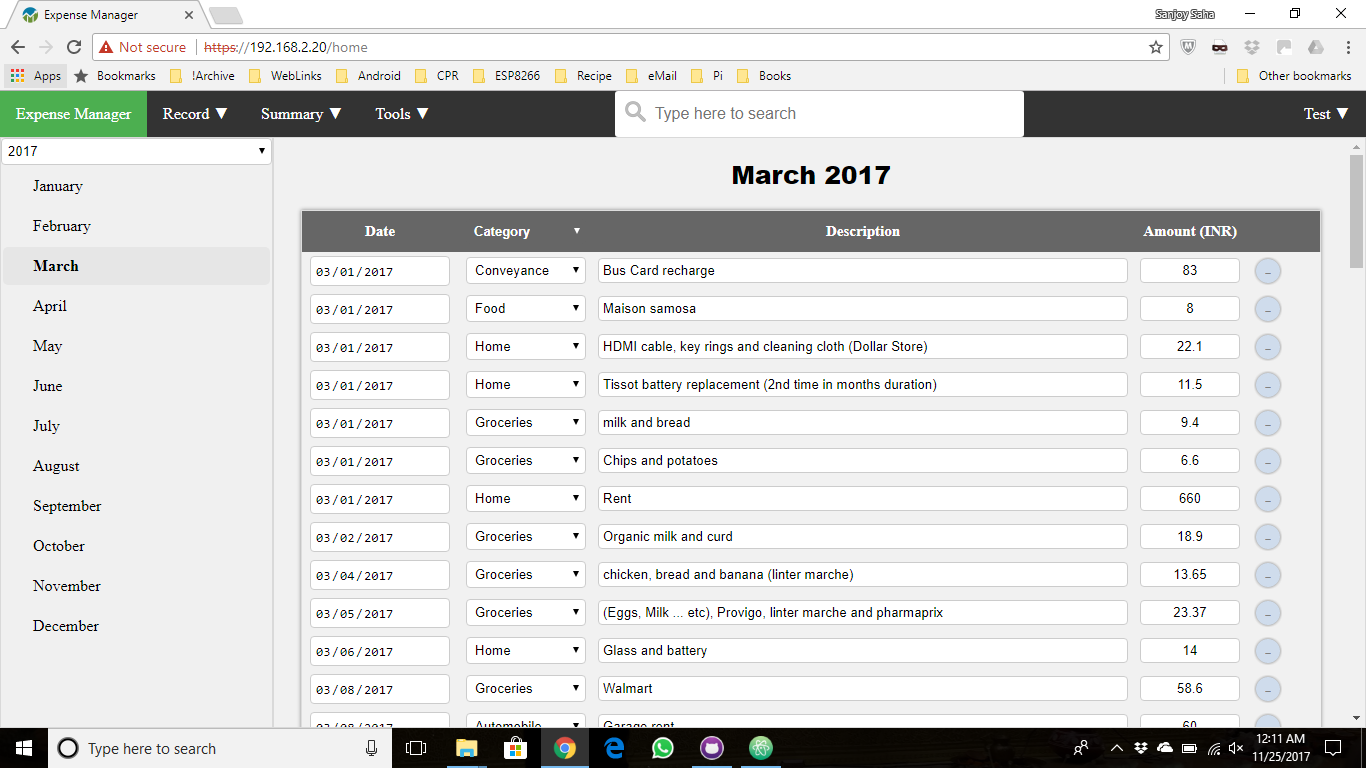 Expense Manager
Sanjoy Saha
Not secure https://192.168.2.20/home
Apps Bookmarks !Archive WebLinks Android CPR ESP8266 Recipe eMail Pi Books Other bookmarks
Expense Manager Record ▼ Summary ▼ Tools ▼ Type here to search Test ▼
2017
January
February
March
April
May
June
July
August
September
October
November
December
March 2017
Date Category Description Amount (INR)
03/01/2017 Conveyance Bus Card recharge 83
03/01/2017 Food Maison samosa 8
03/01/2017 Home HDMI cable, key rings and cleaning cloth (Dollar Store) 22.1
03/01/2017 Home Tissot battery replacement (2nd time in months duration) 11.5
03/01/2017 Groceries milk and bread 9.4
03/01/2017 Groceries Chips and potatoes 6.6
03/01/2017 Home Rent 660
03/02/2017 Groceries Organic milk and curd 18.9
03/04/2017 Groceries chicken, bread and banana (linter marche) 13.65
03/05/2017 Groceries (Eggs, Milk ... etc), Provigo, linter marche and pharmaprix 23.37
03/06/2017 Home Glass and battery 14
03/08/2017 Groceries Walmart 58.6
03/08/2017 Automobile Garage rent 60
Type here to search
12:11 AM
11/25/2017